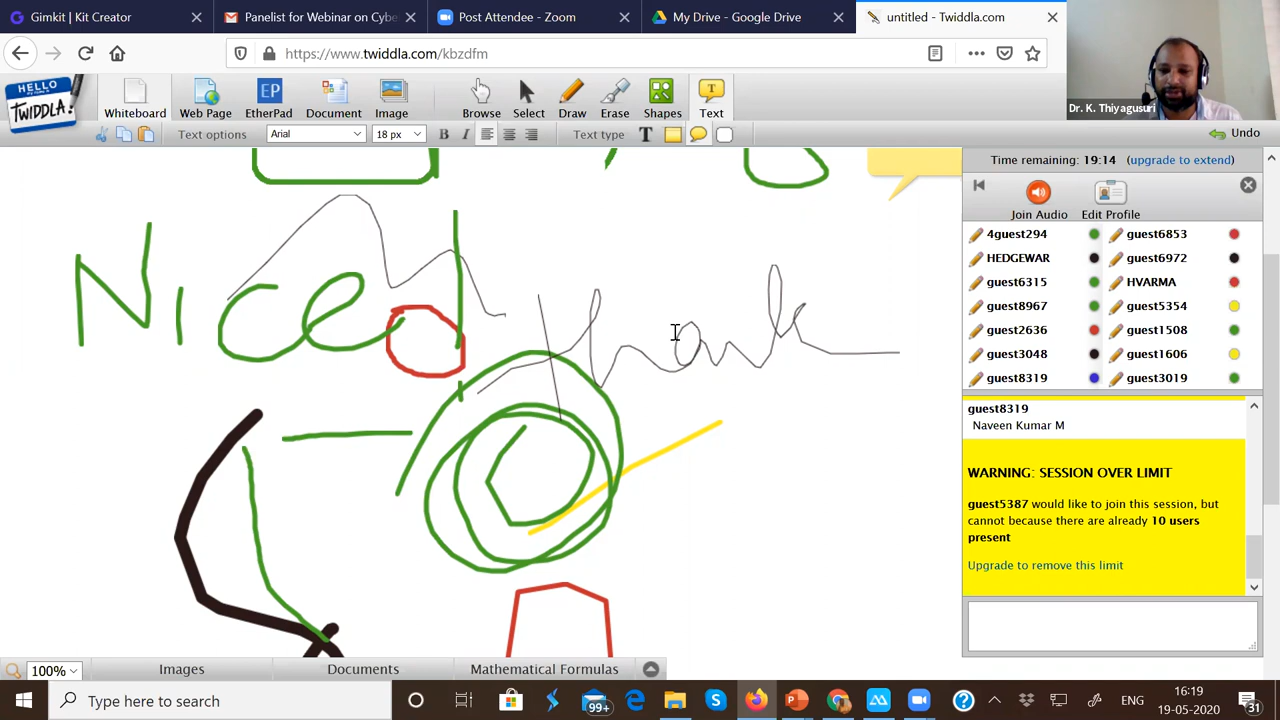 Gimkit | Kit Creator
Panelist for Webinar on Cybe
Post Attendee - Zoom
My Drive - Google Drive
untitled - Twiddla.com
https://www.twiddla.com/kbzdfm
Dr. K. Thiyagusuri
HELLO
my name is
TWIDDLA!
Whiteboard
Web Page
EP
EtherPad
Document
Image
Browse
Select
Draw
Erase
Shapes
T
Text
Text options
Arial
18 px
B I
Text type
T
Undo
Time remaining: 19:14 (upgrade to extend)
Join Audio
Edit Profile
4guest294
guest6853
HEDGEWAR
guest6972
guest6315
HVARMA
guest8967
guest5354
guest2636
guest1508
guest3048
guest1606
guest8319
guest3019
guest8319
Naveen Kumar M
WARNING: SESSION OVER LIMIT
guest5387 would like to join this session, but
cannot because there are already 10 users
present
Upgrade to remove this limit
Nice
Thank
100%
Images
Documents
Mathematical Formulas
Type here to search
99+
ENG
16:19
19-05-2020
31